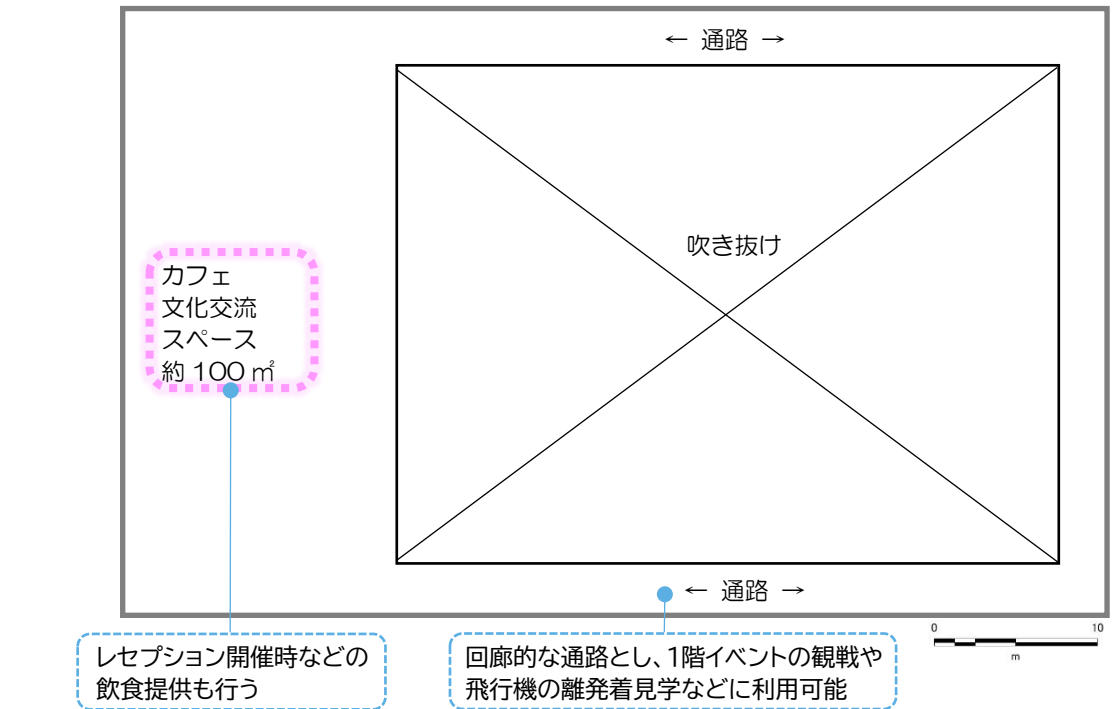 ← 通路 →
吹き抜け
カフェ
文化交流
スペース
約 100 ㎡
← 通路 →
0 10
m
レセプション開催時などの
飲食提供も行う
回廊的な通路とし、1階イベントの観戦や
飛行機の離発着見学などに利用可能